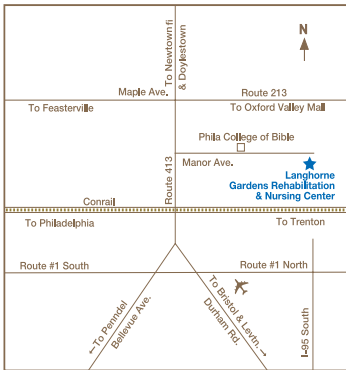 N
To Newtown fi
& Doylestown
Maple Ave.
Route 213
To Feasterville
To Oxford Valley Mall
Phila College of Bible
Manor Ave.
Route 413
Langhorne
Gardens Rehabilitation
& Nursing Center
Conrail
To Philadelphia
To Trenton
Route #1 South
Route #1 North
←To Penndel
Bellevue Ave.
To Bristol & Levtn.→
Durham Rd.
I-95 South